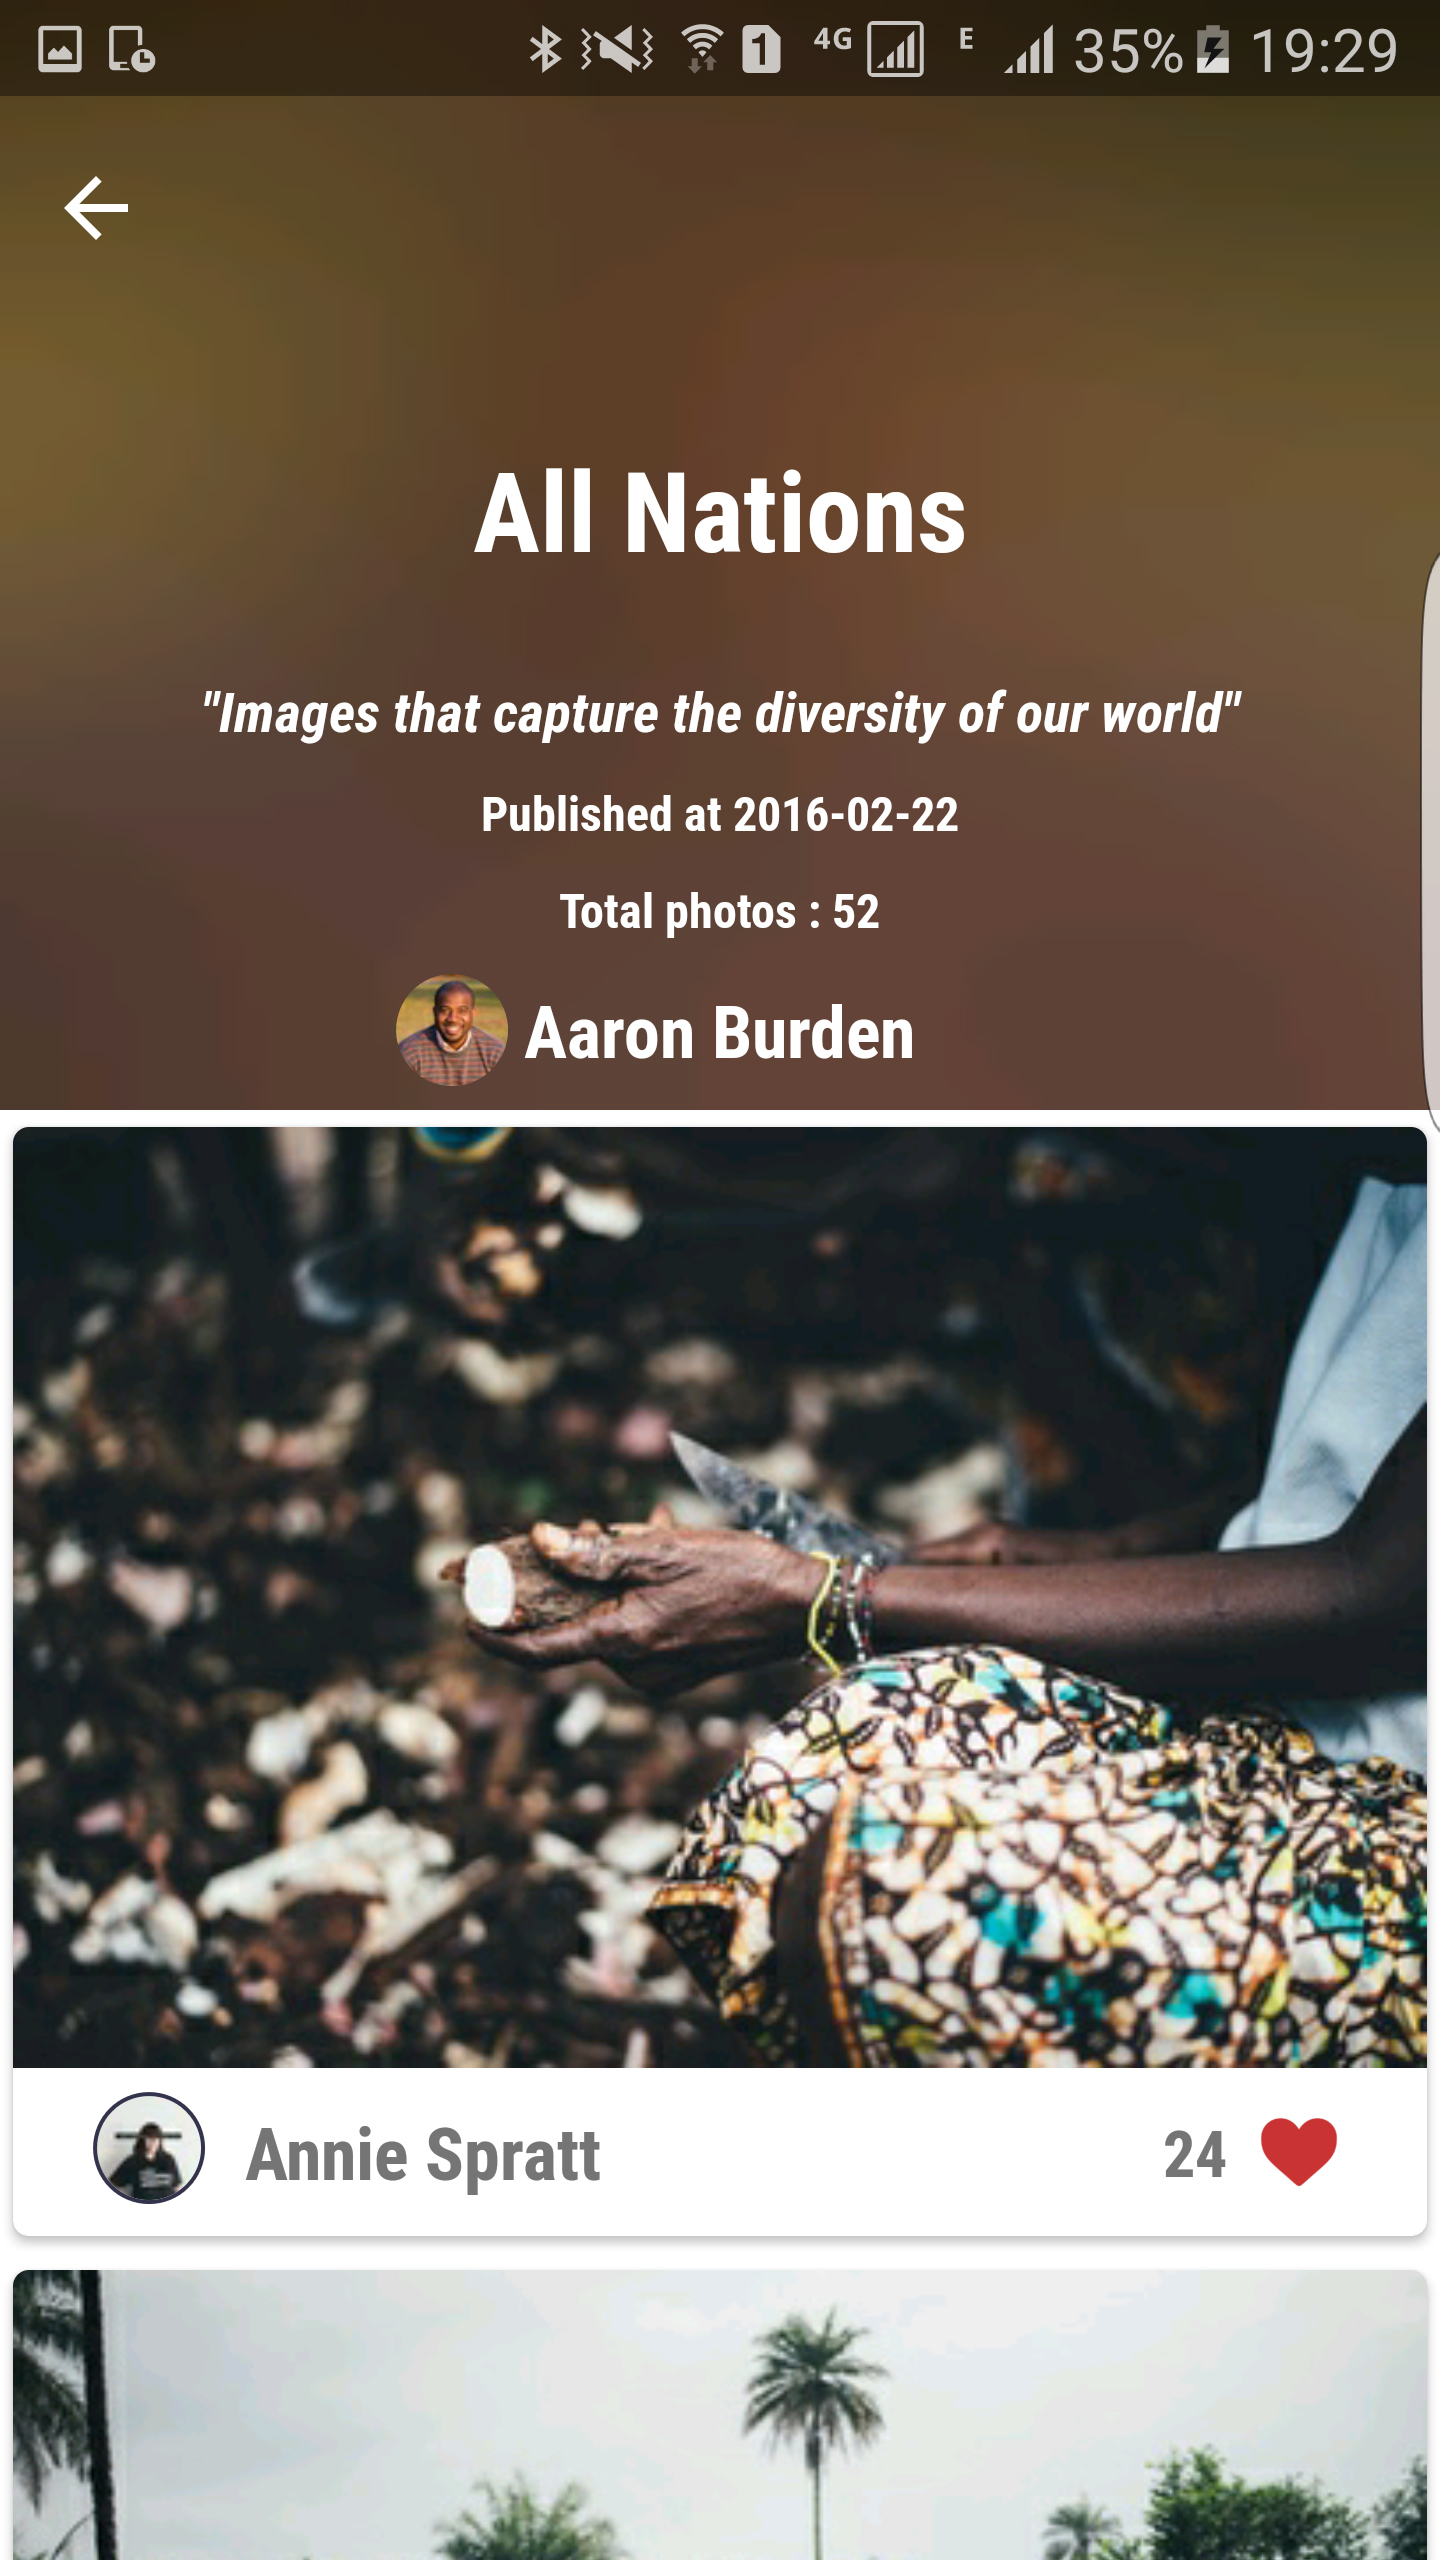 1 4G E 35% 19:29
All Nations
"Images that capture the diversity of our world"
Published at 2016-02-22
Total photos : 52
Aaron Burden
Annie Spratt 24